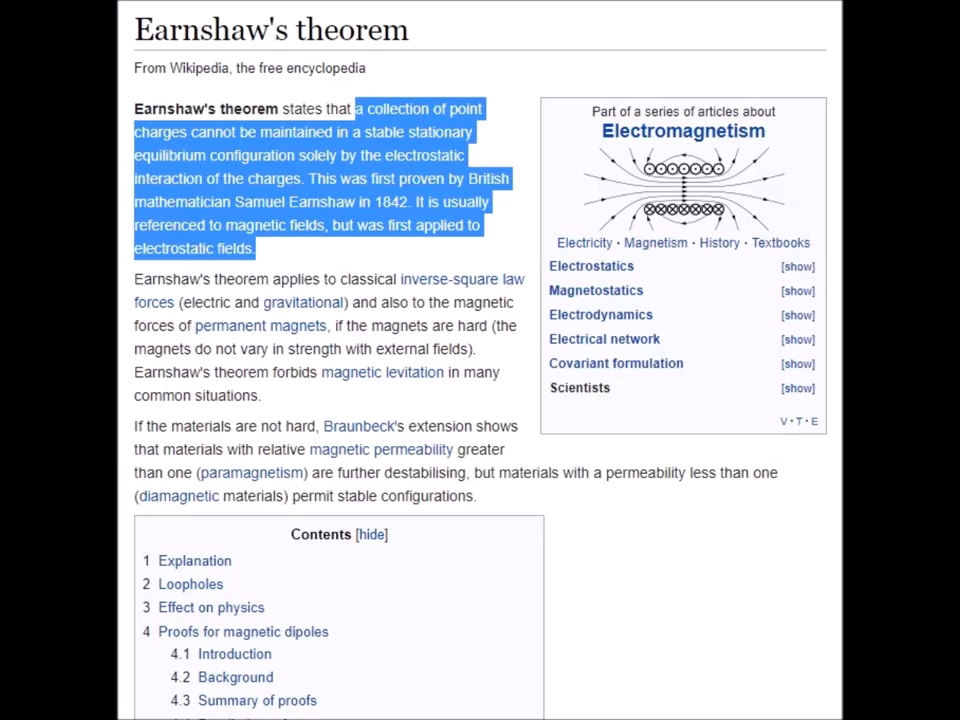 Earnshaw's theorem
From Wikipedia, the free encyclopedia
Earnshaw's theorem states that a collection of point
charges cannot be maintained in a stable stationary
equilibrium configuration solely by the electrostatic
interaction of the charges. This was first proven by British
mathematician Samuel Earnshaw in 1842. It is usually
referenced to magnetic fields, but was first applied to
electrostatic fields.
Earnshaw's theorem applies to classical inverse-square law
forces (electric and gravitational) and also to the magnetic
forces of permanent magnets, if the magnets are hard (the
magnets do not vary in strength with external fields).
Earnshaw's theorem forbids magnetic levitation in many
common situations.
If the materials are not hard, Braunbeck's extension shows
that materials with relative magnetic permeability greater
than one (paramagnetism) are further destabilising, but materials with a permeability less than one
(diamagnetic materials) permit stable configurations.
Part of a series of articles about
Electromagnetism
Electricity · Magnetism · History · Textbooks
Electrostatics [show]
Magnetostatics [show]
Electrodynamics [show]
Electrical network [show]
Covariant formulation [show]
Scientists [show]
V · T · E
Contents [hide]
1 Explanation
2 Loopholes
3 Effect on physics
4 Proofs for magnetic dipoles
4.1 Introduction
4.2 Background
4.3 Summary of proofs